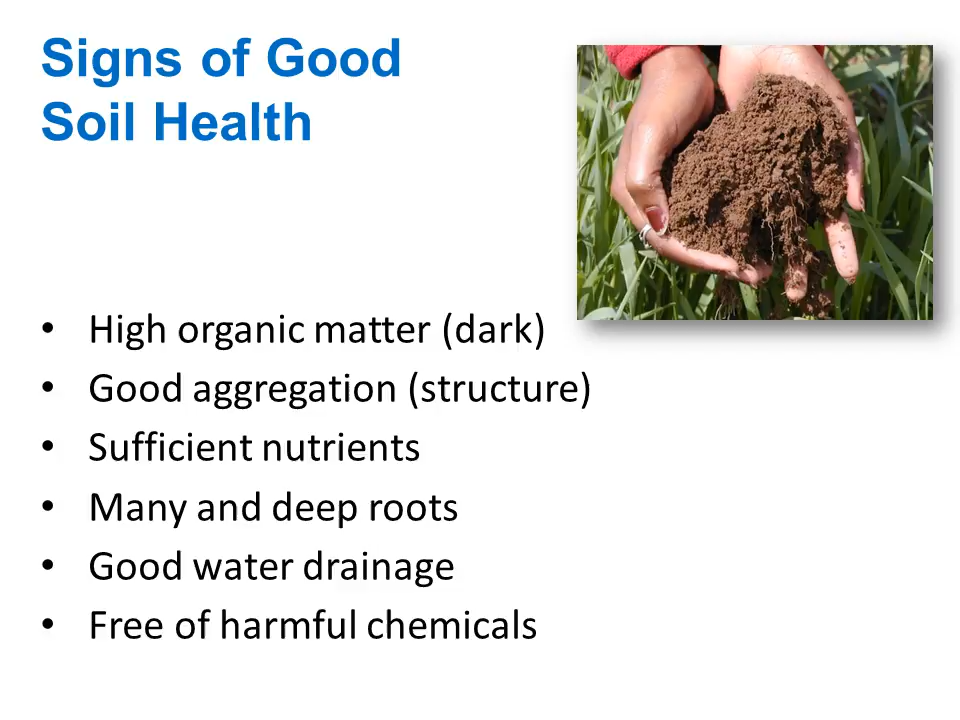 Signs of Good
Soil Health
• High organic matter (dark)
• Good aggregation (structure)
• Sufficient nutrients
• Many and deep roots
• Good water drainage
• Free of harmful chemicals